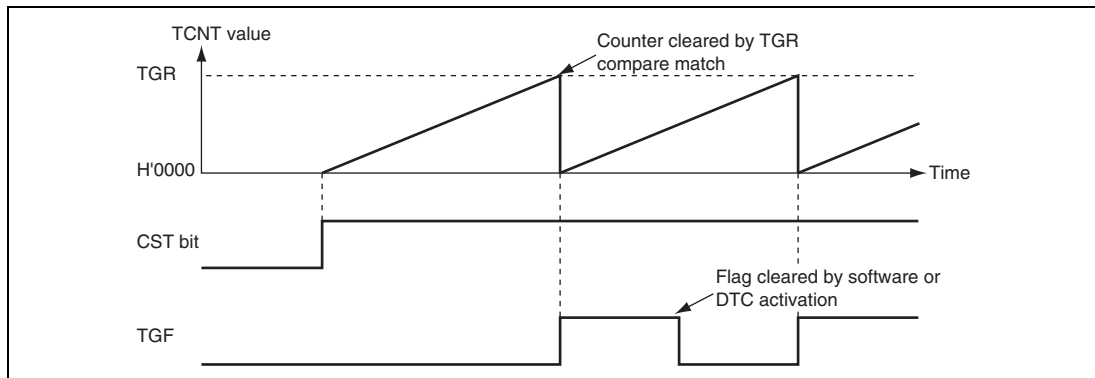 TCNT value
Counter cleared by TGR
compare match
TGR
H'0000
Time
CST bit
Flag cleared by software or
DTC activation
TGF